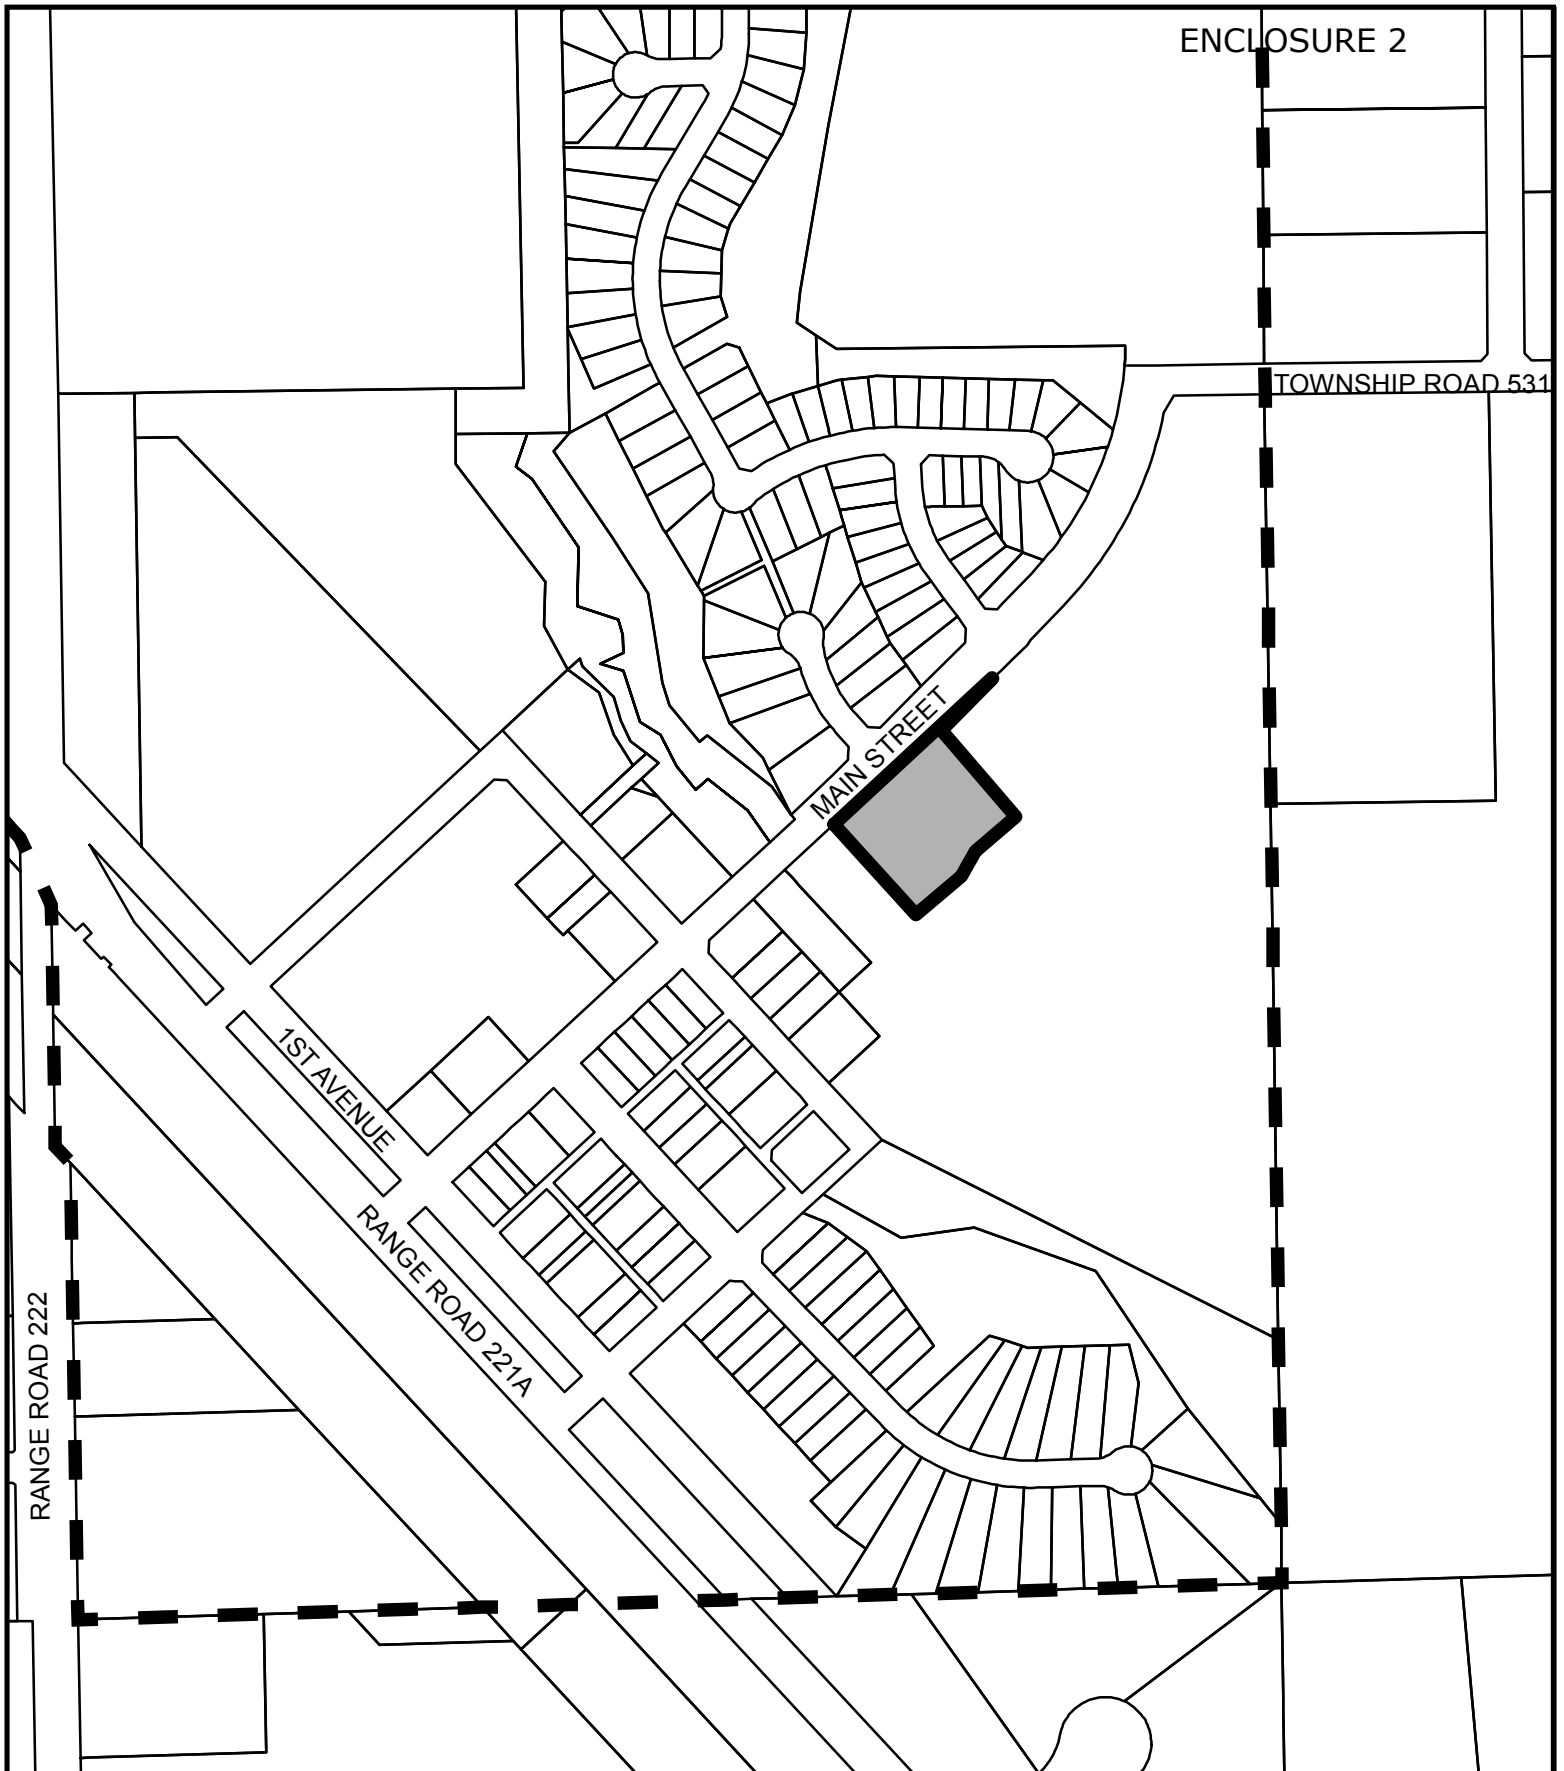 ENCLOSURE 2
TOWNSHIP ROAD 531
MAIN STREET
1ST AVENUE
RANGE ROAD 221A
RANGE ROAD 222